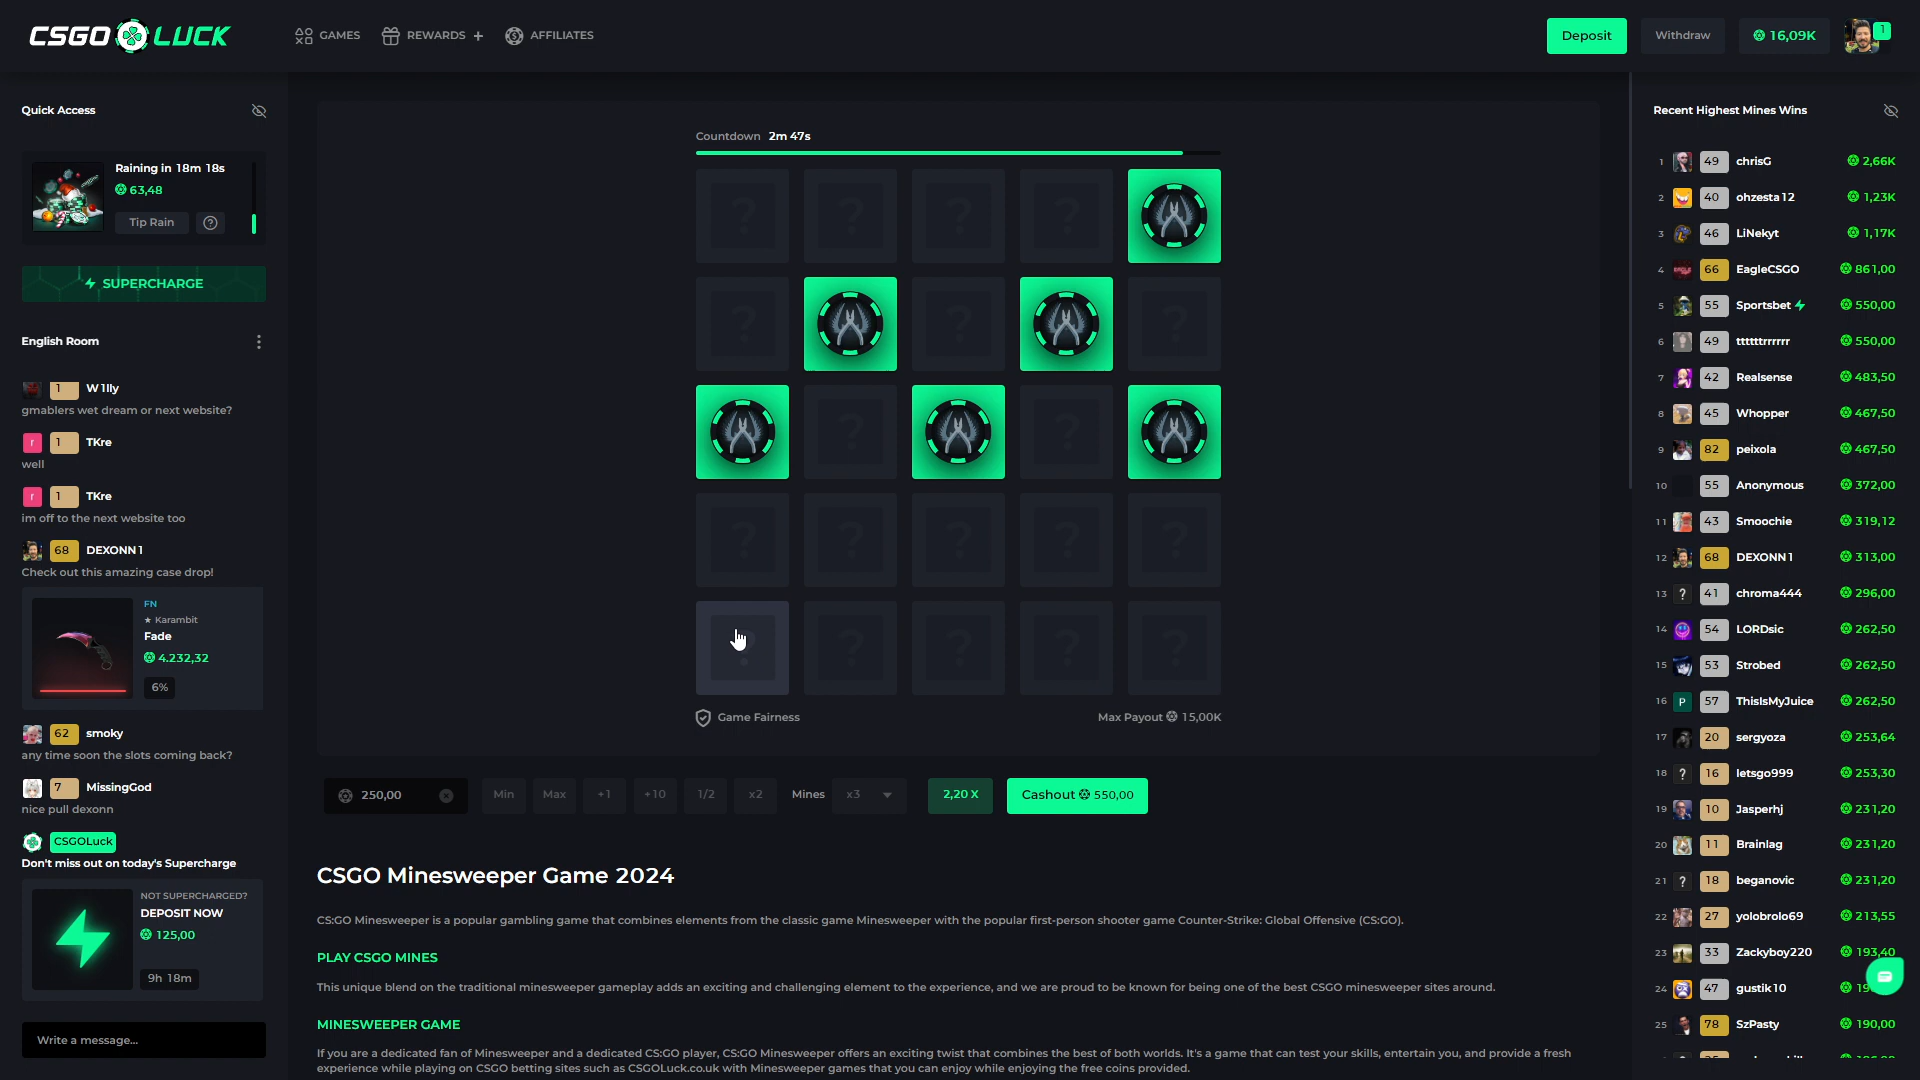 CSGO LUCK
GAMES
REWARDS +
AFFILIATES
Deposit
Withdraw
16,09K
1
Quick Access
Raining in 18m 18s
63,48
Tip Rain
?
SUPERCHARGE
English Room
1 W1lly
gmablers wet dream or next website?
r 1 TKre
well
r 1 TKre
im off to the next website too
68 DEXONN1
Check out this amazing case drop!
FN
★ Karambit
Fade
4.232,32
6%
62 smoky
any time soon the slots coming back?
7 MissingGod
nice pull dexonn
CSGOLuck
Don't miss out on today's Supercharge
NOT SUPERCHARGED?
DEPOSIT NOW
125,00
9h 18m
Write a message...
Countdown 2m 47s
? ? ? ?
? ? ?
? ?
? ? ? ? ?
? ? ? ? ?
Game Fairness
Max Payout 15,00K
250,00
Min
Max
+1
+10
1/2
x2
Mines
x3
2,20 X
Cashout 550,00
CSGO Minesweeper Game 2024
CS:GO Minesweeper is a popular gambling game that combines elements from the classic game Minesweeper with the popular first-person shooter game Counter-Strike: Global Offensive (CS:GO).
PLAY CSGO MINES
This unique blend on the traditional minesweeper gameplay adds an exciting and challenging element to the experience, and we are proud to be known for being one of the best CSGO minesweeper sites around.
MINESWEEPER GAME
If you are a dedicated fan of Minesweeper and a dedicated CS:GO player, CS:GO Minesweeper offers an exciting twist that combines the best of both worlds. It's a game that can test your skills, entertain you, and provide a fresh
experience while playing on CSGO betting sites such as CSGOLuck.co.uk with Minesweeper games that you can enjoy while enjoying the free coins provided.
Recent Highest Mines Wins
1 49 chrisG 2,66K
2 40 ohzesta12 1,23K
3 46 LiNekyt 1,17K
4 66 EagleCSGO 861,00
5 55 Sportsbet 550,00
6 49 ttttttrrrrrr 550,00
7 42 Realsense 483,50
8 45 Whopper 467,50
9 82 peixola 467,50
10 55 Anonymous 372,00
11 43 Smoochie 319,12
12 68 DEXONN1 313,00
13 ? 41 chroma444 296,00
14 54 LORDsic 262,50
15 53 Strobed 262,50
16 P 57 ThisIsMyJuice 262,50
17 20 sergyoza 253,64
18 ? 16 letsgo999 253,30
19 10 Jasperhj 231,20
20 11 Brainlag 231,20
21 ? 18 beganovic 231,20
22 27 yolobrolo69 213,55
23 33 Zackyboy220 193,40
24 47 gustik10
25 78 SzPasty 190,00